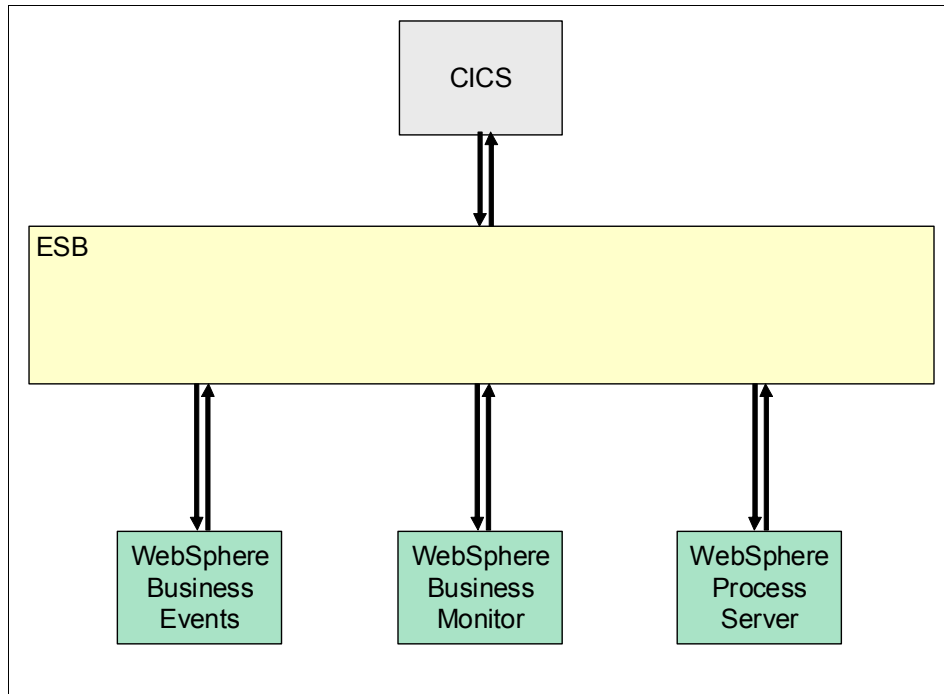 CICS
ESB
WebSphere
Business
Events
WebSphere
Business
Monitor
WebSphere
Process
Server